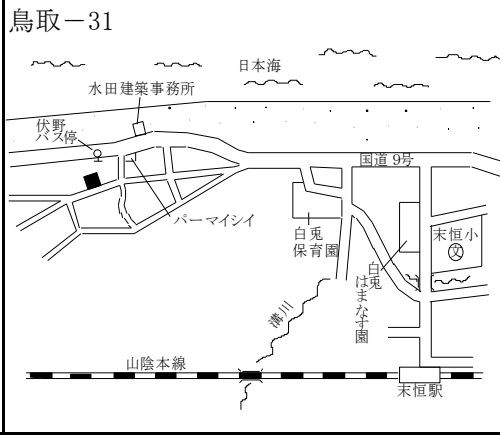 鳥取－31
日本海
水田建築事務所
伏野
バス停
国道9号
パーマイシイ
白兎
保育園
末恒小
文
白兎
はまなす園
溝川
山陰本線
末恒駅